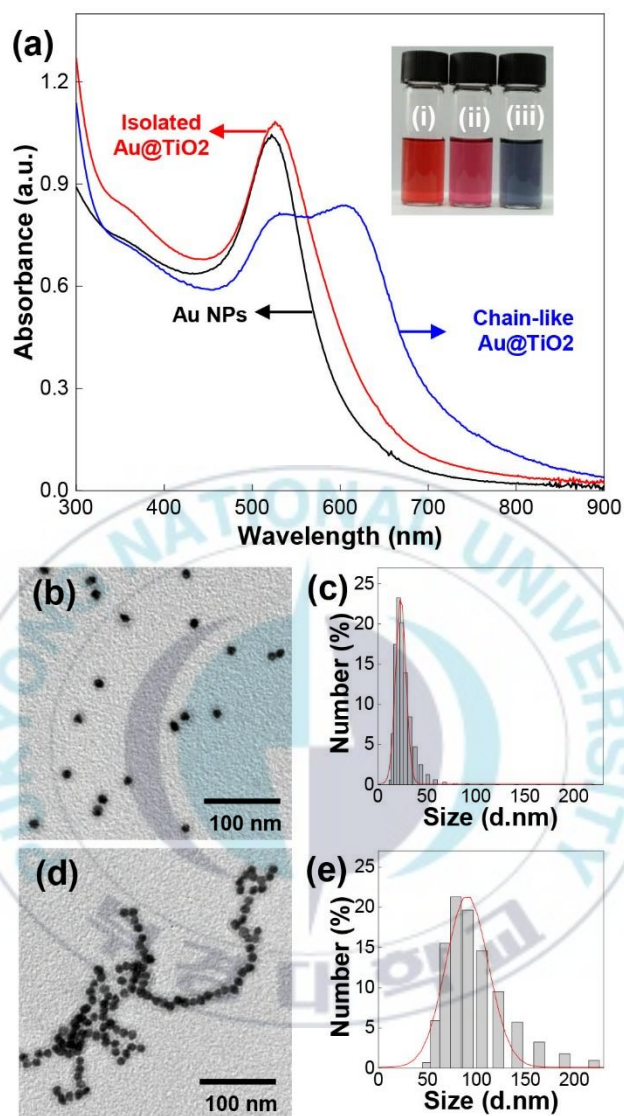 (a)
1.2
0.9
0.6
0.3
0.0
Absorbance (a.u.)
Isolated
Au@TiO2
Au NPs
Chain-like
Au@TiO2
(i) (ii) (iii)
300 400 500 600 700 800 900
Wavelength (nm)
PUKYONG NATIONAL UNIVERSITY
(b)
100 nm
(c)
25
20
15
10
5
0
Number (%)
0 50 100 150 200
Size (d.nm)
(d)
100 nm
(e)
25
20
15
10
5
0
Number (%)
0 50 100 150 200
Size (d.nm)